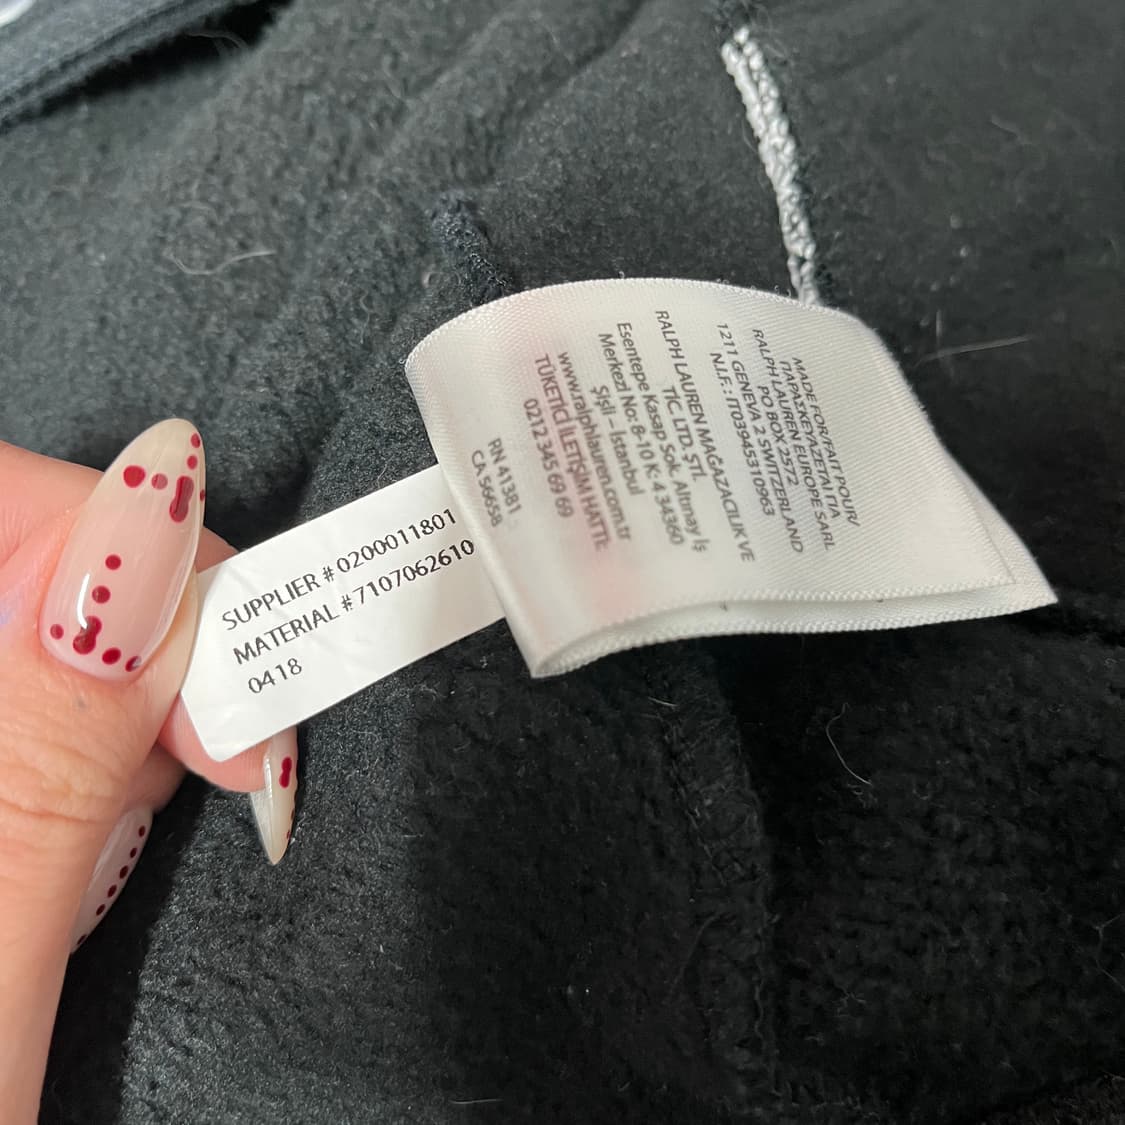 MADE FOR/FAIT POUR/
ΠΑΡΑΣΚΕΥΑΖΕΤΑΙ ΓΙΑ
RALPH LAUREN EUROPE SARL
PO BOX 2572
1211 GENEVA 2 SWITZERLAND
N.I.F.: IT03945310963
RALPH LAUREN MAĞAZACILIK VE
TİC. LTD. ŞTİ.
Esentepe Kasap Sok. Altınay İş
Merkezi No: 8-10 K: 4 34360
Şişli – İstanbul
www.ralphlauren.com.tr
TÜKETİCİ İLETİŞİM HATTI:
0212 345 69 69
RN 41381
CA 56658
SUPPLIER # 0200011801
MATERIAL # 7107062610
0418